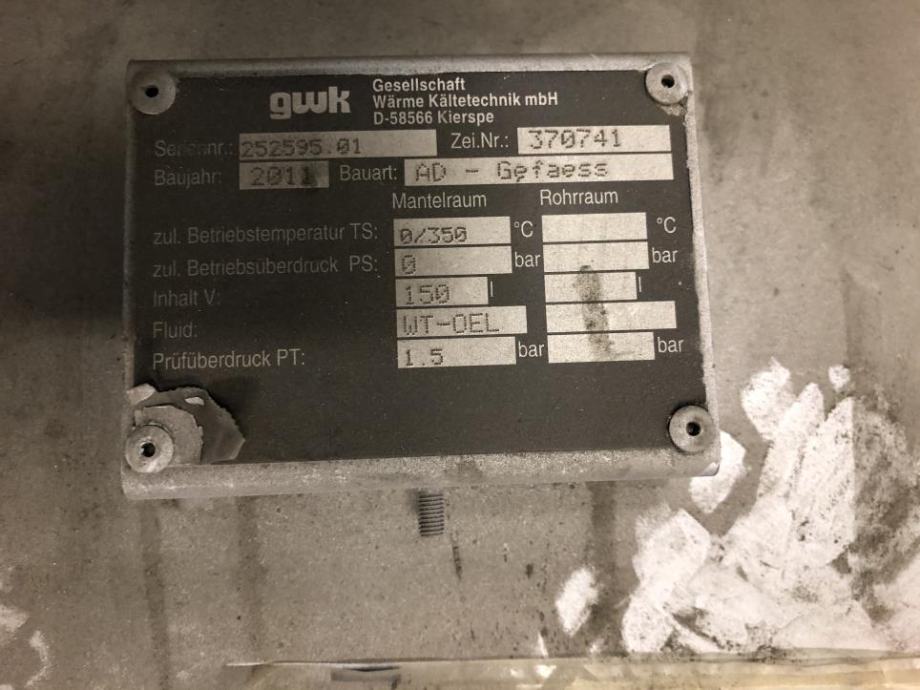 gwk Gesellschaft
Wärme Kältetechnik mbH
D-58566 Kierspe
Seriennr.: 252595.01 Zei.Nr.: 370741
Baujahr: 2011 Bauart: AD - Gefaess
Mantelraum Rohrraum
zul. Betriebstemperatur TS: 0/350 °C °C
zul. Betriebsüberdruck PS: 0 bar bar
Inhalt V: 150 l l
Fluid: WT-OEL
Prüfüberdruck PT: 1.5 bar bar